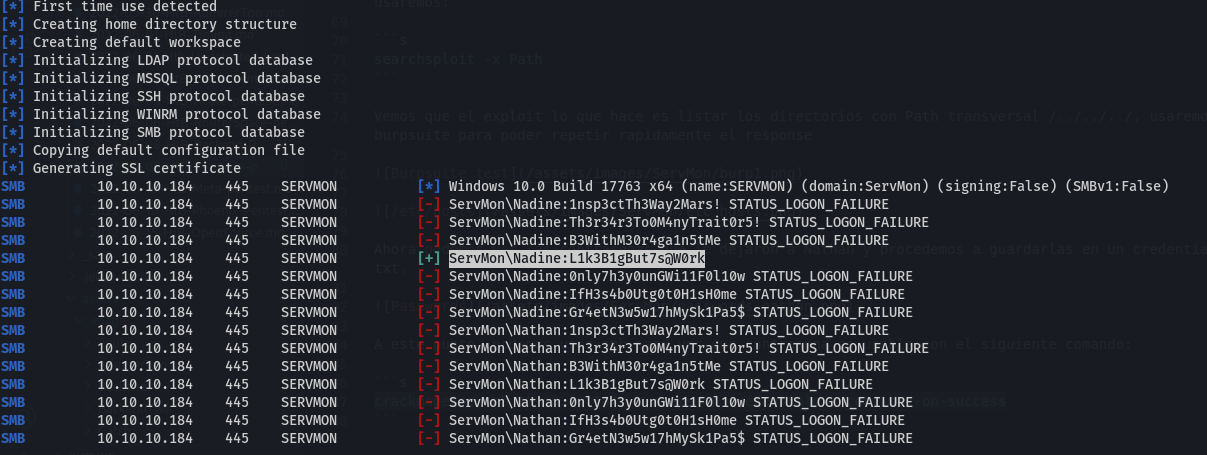 [*] First time use detected
[*] Creating home directory structure
[*] Creating default workspace
[*] Initializing LDAP protocol database
[*] Initializing MSSQL protocol database
[*] Initializing SSH protocol database
[*] Initializing WINRM protocol database
[*] Initializing SMB protocol database
[*] Copying default configuration file
[*] Generating SSL certificate
SMB 10.10.10.184 445 SERVMON [*] Windows 10.0 Build 17763 x64 (name:SERVMON) (domain:ServMon) (signing:False) (SMBv1:False)
SMB 10.10.10.184 445 SERVMON [-] ServMon\Nadine:1nsp3ctTh3Way2Mars! STATUS_LOGON_FAILURE
SMB 10.10.10.184 445 SERVMON [-] ServMon\Nadine:Th3r34r3To0M4nyTrait0r5! STATUS_LOGON_FAILURE
SMB 10.10.10.184 445 SERVMON [-] ServMon\Nadine:B3WithM30r4ga1n5tMe STATUS_LOGON_FAILURE
SMB 10.10.10.184 445 SERVMON [+] ServMon\Nadine:L1k3B1gBut7s@W0rk
SMB 10.10.10.184 445 SERVMON [-] ServMon\Nadine:0nly7h3y0unGWi11F0l10w STATUS_LOGON_FAILURE
SMB 10.10.10.184 445 SERVMON [-] ServMon\Nadine:IfH3s4b0Utg0t0H1sH0me STATUS_LOGON_FAILURE
SMB 10.10.10.184 445 SERVMON [-] ServMon\Nadine:Gr4etN3w5w17hMySk1Pa5$ STATUS_LOGON_FAILURE
SMB 10.10.10.184 445 SERVMON [-] ServMon\Nathan:1nsp3ctTh3Way2Mars! STATUS_LOGON_FAILURE
SMB 10.10.10.184 445 SERVMON [-] ServMon\Nathan:Th3r34r3To0M4nyTrait0r5! STATUS_LOGON_FAILURE
SMB 10.10.10.184 445 SERVMON [-] ServMon\Nathan:B3WithM30r4ga1n5tMe STATUS_LOGON_FAILURE
SMB 10.10.10.184 445 SERVMON [-] ServMon\Nathan:L1k3B1gBut7s@W0rk STATUS_LOGON_FAILURE
SMB 10.10.10.184 445 SERVMON [-] ServMon\Nathan:0nly7h3y0unGWi11F0l10w STATUS_LOGON_FAILURE
SMB 10.10.10.184 445 SERVMON [-] ServMon\Nathan:IfH3s4b0Utg0t0H1sH0me STATUS_LOGON_FAILURE
SMB 10.10.10.184 445 SERVMON [-] ServMon\Nathan:Gr4etN3w5w17hMySk1Pa5$ STATUS_LOGON_FAILURE